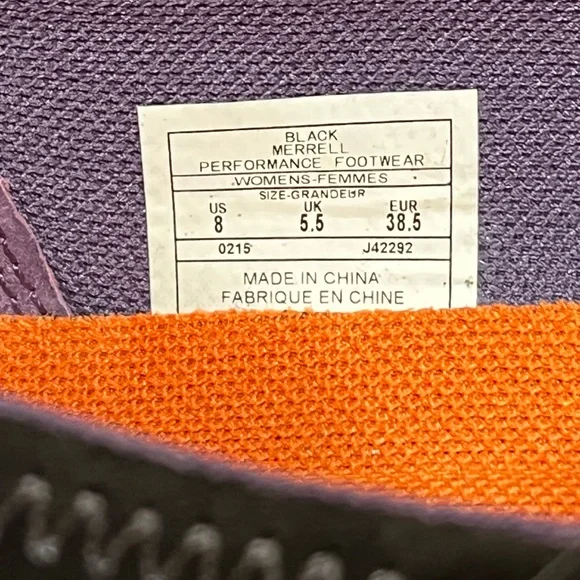 BLACK
MERRELL
PERFORMANCE FOOTWEAR
WOMENS-FEMMES
SIZE-GRANDEUR
US UK EUR
8 5.5 38.5
0215 J42292
MADE IN CHINA
FABRIQUE EN CHINE